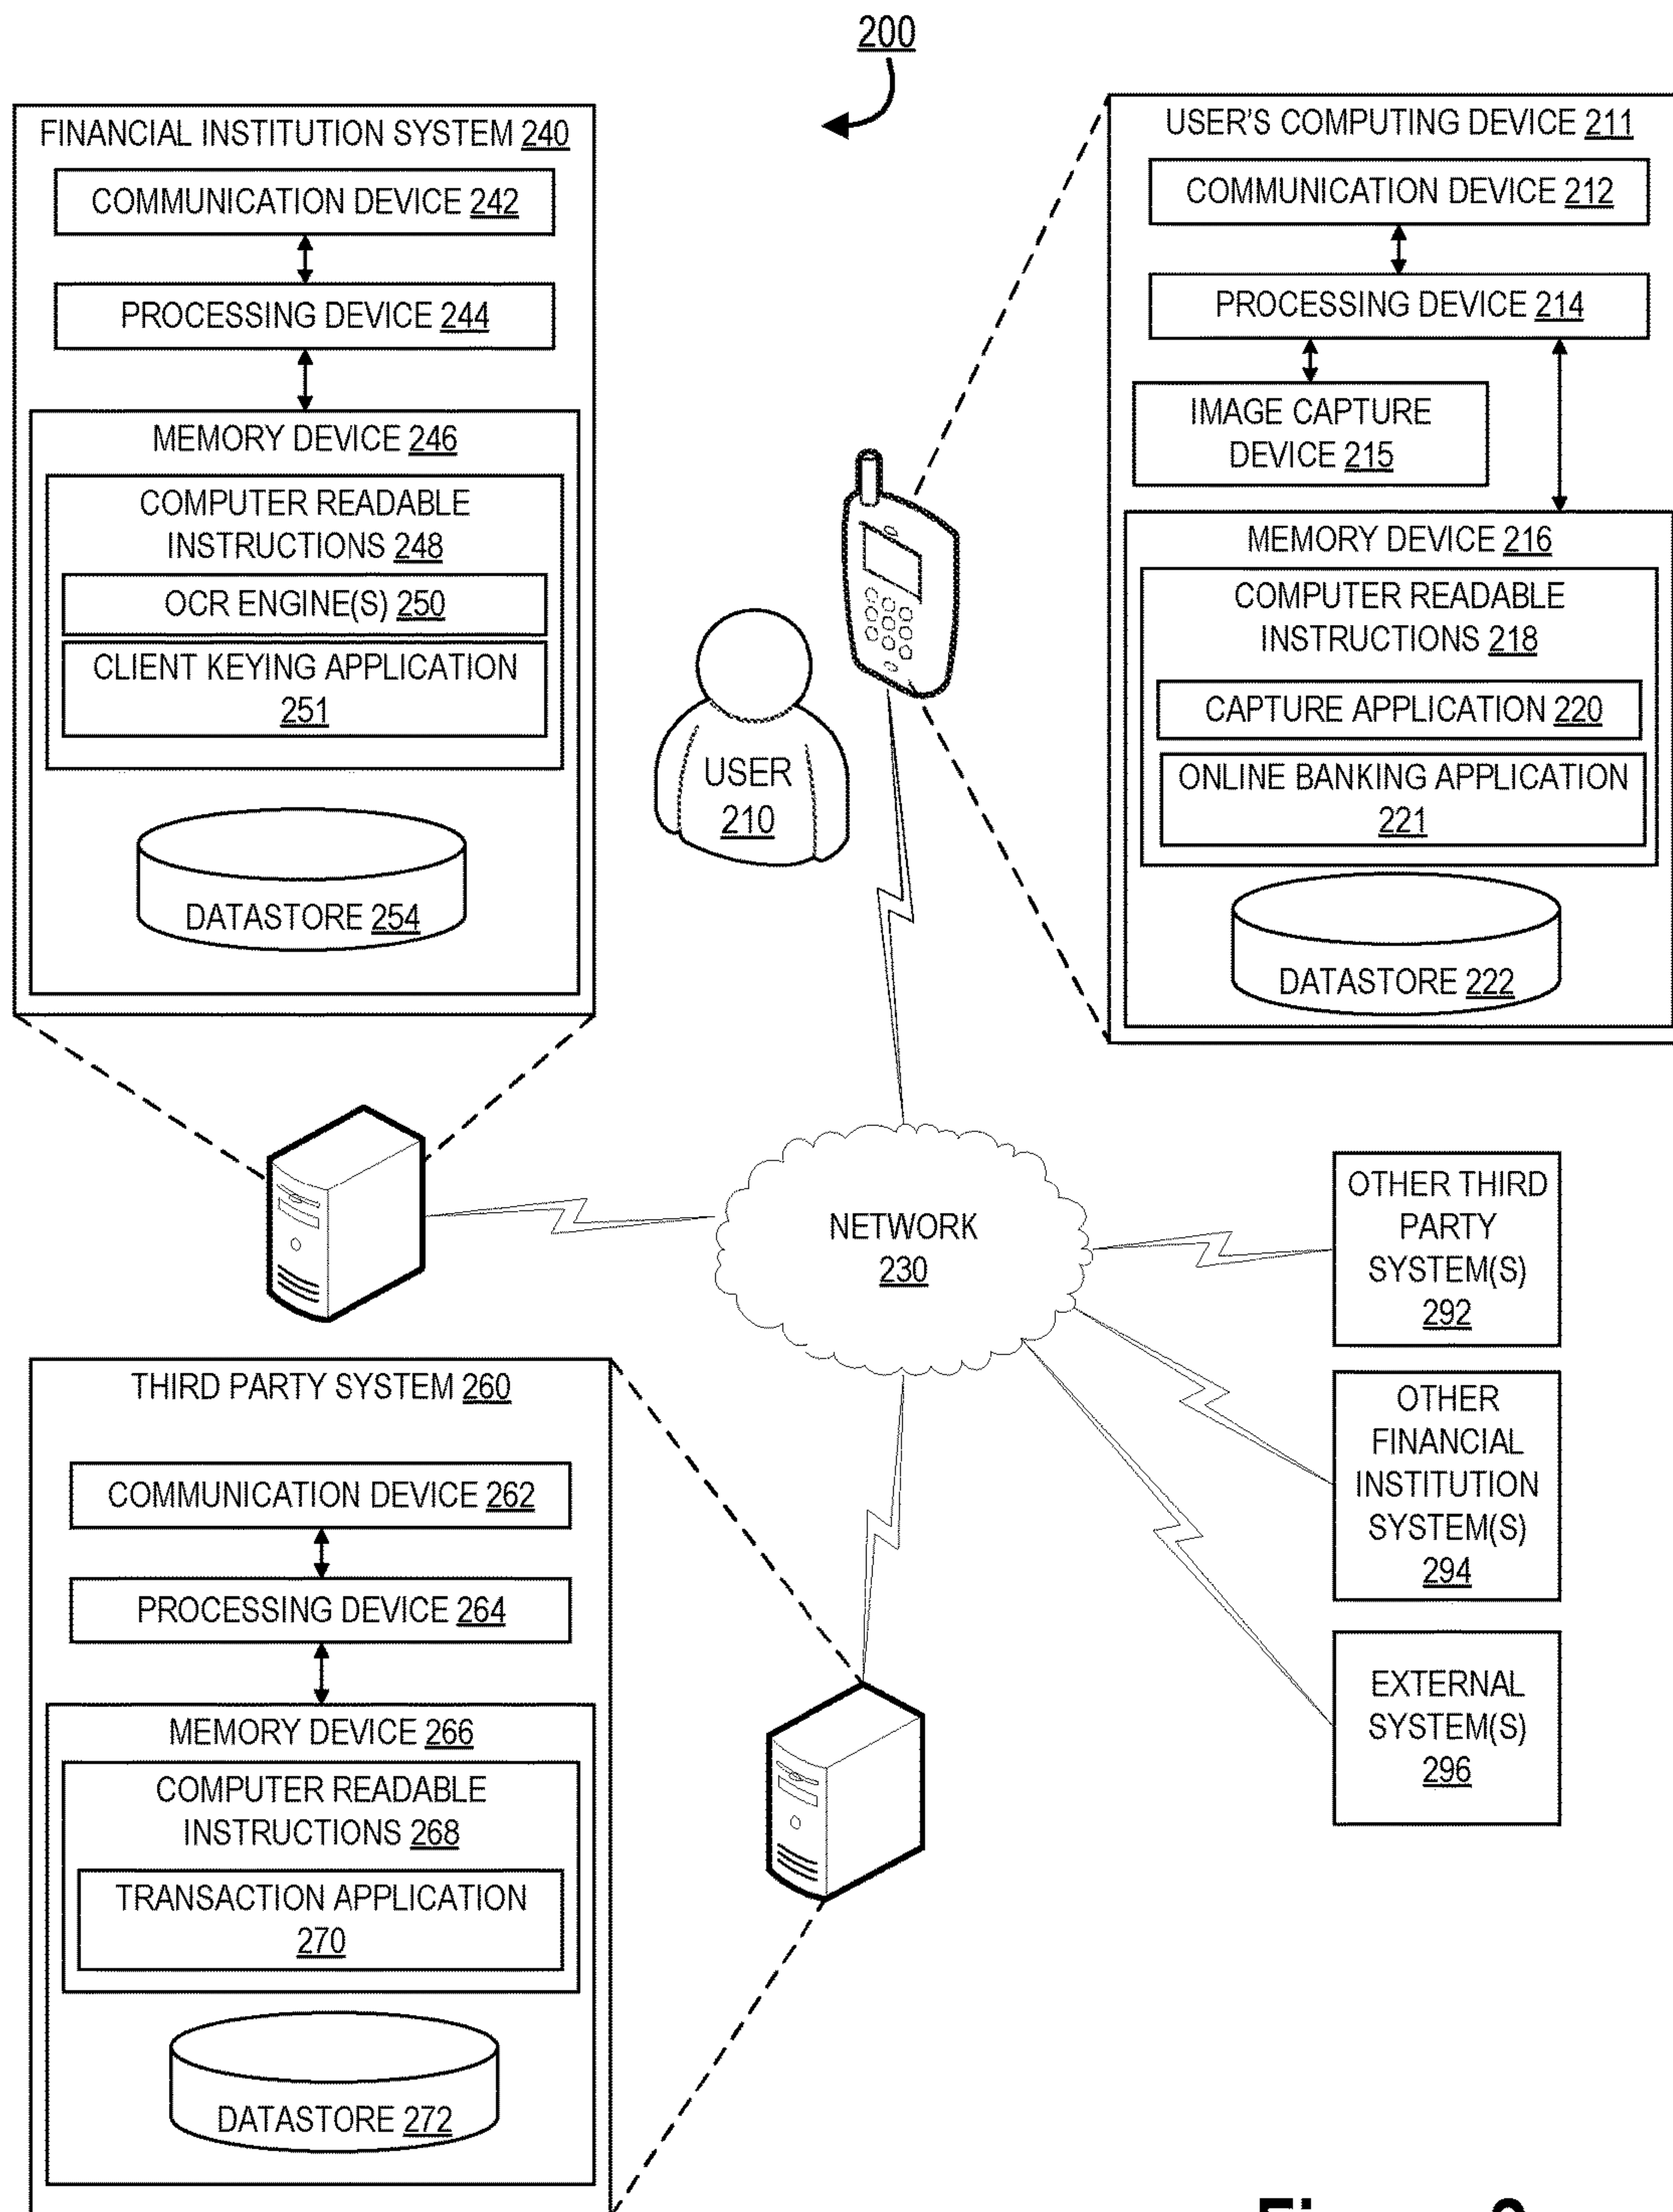 200
FINANCIAL INSTITUTION SYSTEM 240
COMMUNICATION DEVICE 242
PROCESSING DEVICE 244
MEMORY DEVICE 246
COMPUTER READABLE
INSTRUCTIONS 248
OCR ENGINE(S) 250
CLIENT KEYING APPLICATION
251
DATASTORE 254
USER'S COMPUTING DEVICE 211
COMMUNICATION DEVICE 212
PROCESSING DEVICE 214
IMAGE CAPTURE
DEVICE 215
MEMORY DEVICE 216
COMPUTER READABLE
INSTRUCTIONS 218
CAPTURE APPLICATION 220
ONLINE BANKING APPLICATION
221
DATASTORE 222
USER
210
NETWORK
230
OTHER THIRD
PARTY
SYSTEM(S)
292
OTHER
FINANCIAL
INSTITUTION
SYSTEM(S)
294
EXTERNAL
SYSTEM(S)
296
THIRD PARTY SYSTEM 260
COMMUNICATION DEVICE 262
PROCESSING DEVICE 264
MEMORY DEVICE 266
COMPUTER READABLE
INSTRUCTIONS 268
TRANSACTION APPLICATION
270
DATASTORE 272